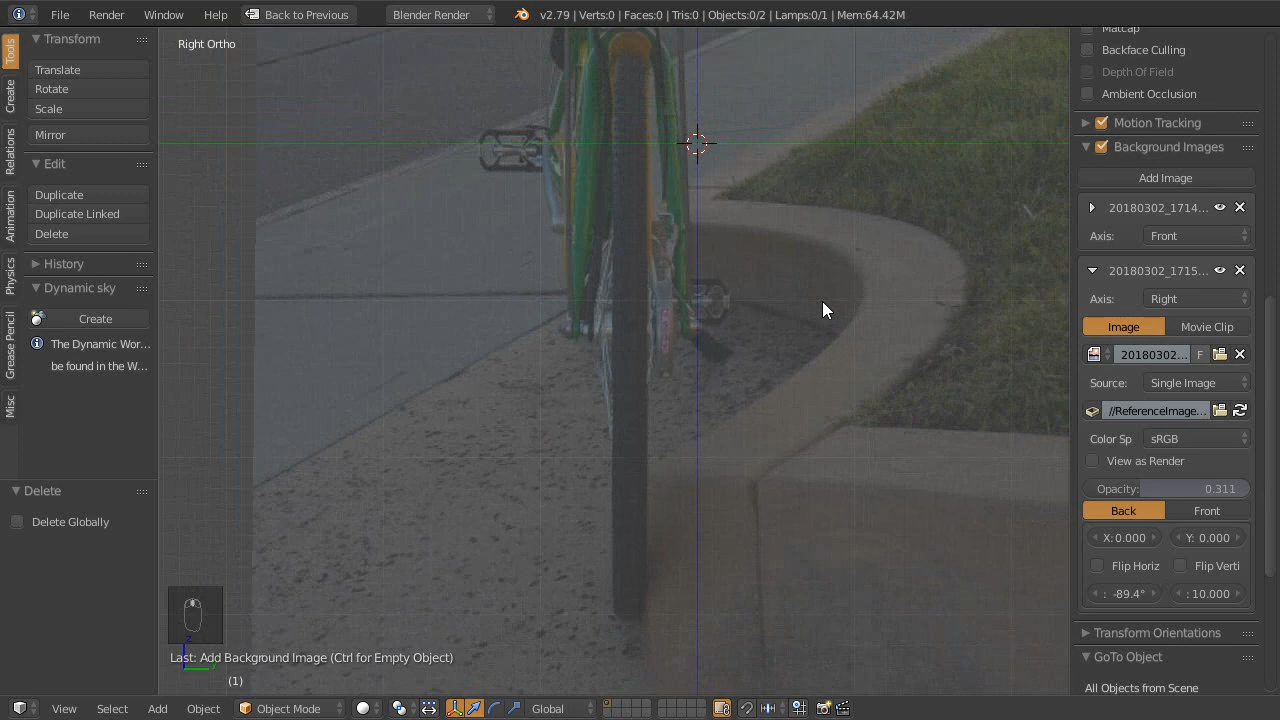 File Render Window Help Back to Previous Blender Render v2.79 | Verts:0 | Faces:0 | Tris:0 | Objects:0/2 | Lamps:0/1 | Mem:64.42M
Tools
Create
Relations
Animation
Physics
Grease Pencil
Misc
Transform
Translate
Rotate
Scale
Mirror
Edit
Duplicate
Duplicate Linked
Delete
History
Dynamic sky
Create
The Dynamic Wor...
be found in the W...
Delete
Delete Globally
Right Ortho
Last: Add Background Image (Ctrl for Empty Object)
(1)
Matcap
Backface Culling
Depth Of Field
Ambient Occlusion
Motion Tracking
Background Images
Add Image
20180302_1714...
Axis: Front
20180302_1715...
Axis: Right
Image Movie Clip
20180302... F
Source: Single Image
//ReferenceImage...
Color Sp sRGB
View as Render
Opacity: 0.311
Back Front
X: 0.000 Y: 0.000
Flip Horiz Flip Verti
: -89.4° : 10.000
Transform Orientations
GoTo Object
All Objects from Scene
View Select Add Object Object Mode Global